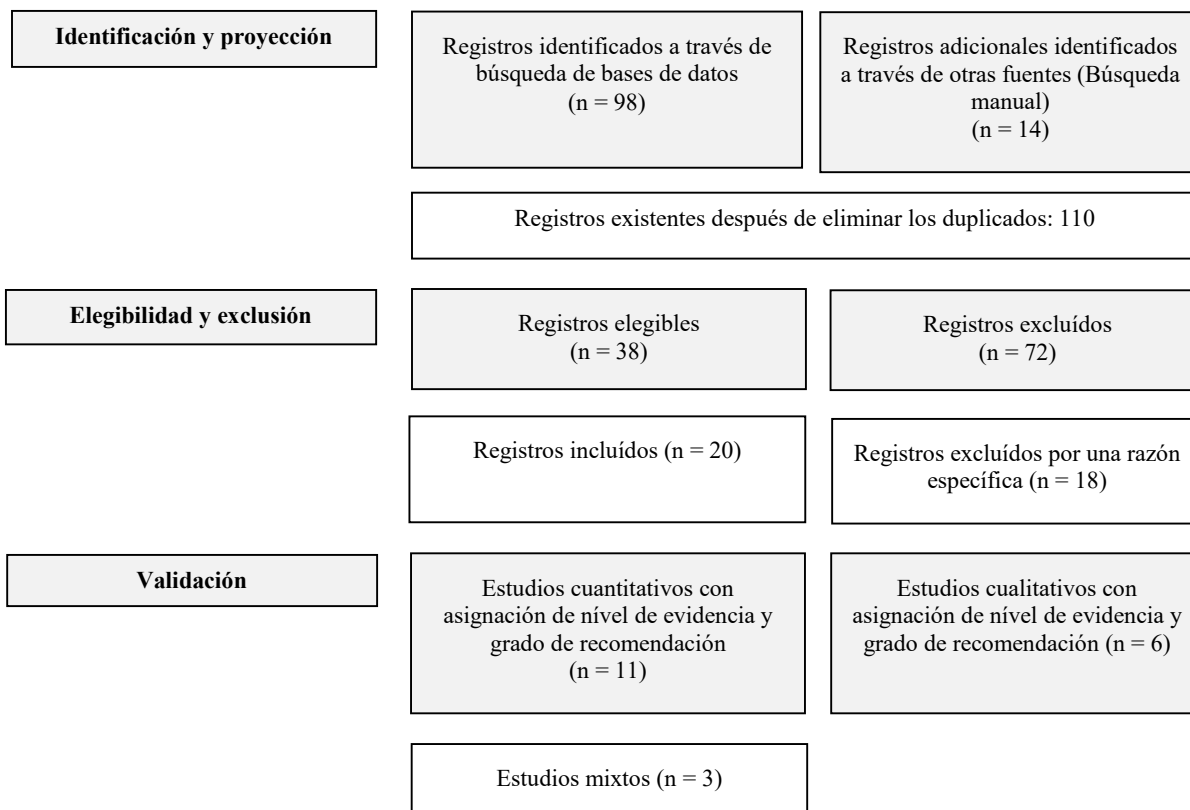 Identificación y proyección
Registros identificados a través de
búsqueda de bases de datos
(n = 98)
Registros adicionales identificados
a través de otras fuentes (Búsqueda
manual)
(n = 14)
Registros existentes después de eliminar los duplicados: 110
Elegibilidad y exclusión
Registros elegibles
(n = 38)
Registros excluídos
(n = 72)
Registros incluídos (n = 20)
Registros excluídos por una razón
específica (n = 18)
Validación
Estudios cuantitativos con
asignación de nível de evidencia y
grado de recomendación
(n = 11)
Estudios cualitativos con
asignación de nível de evidencia y
grado de recomendación (n = 6)
Estudios mixtos (n = 3)